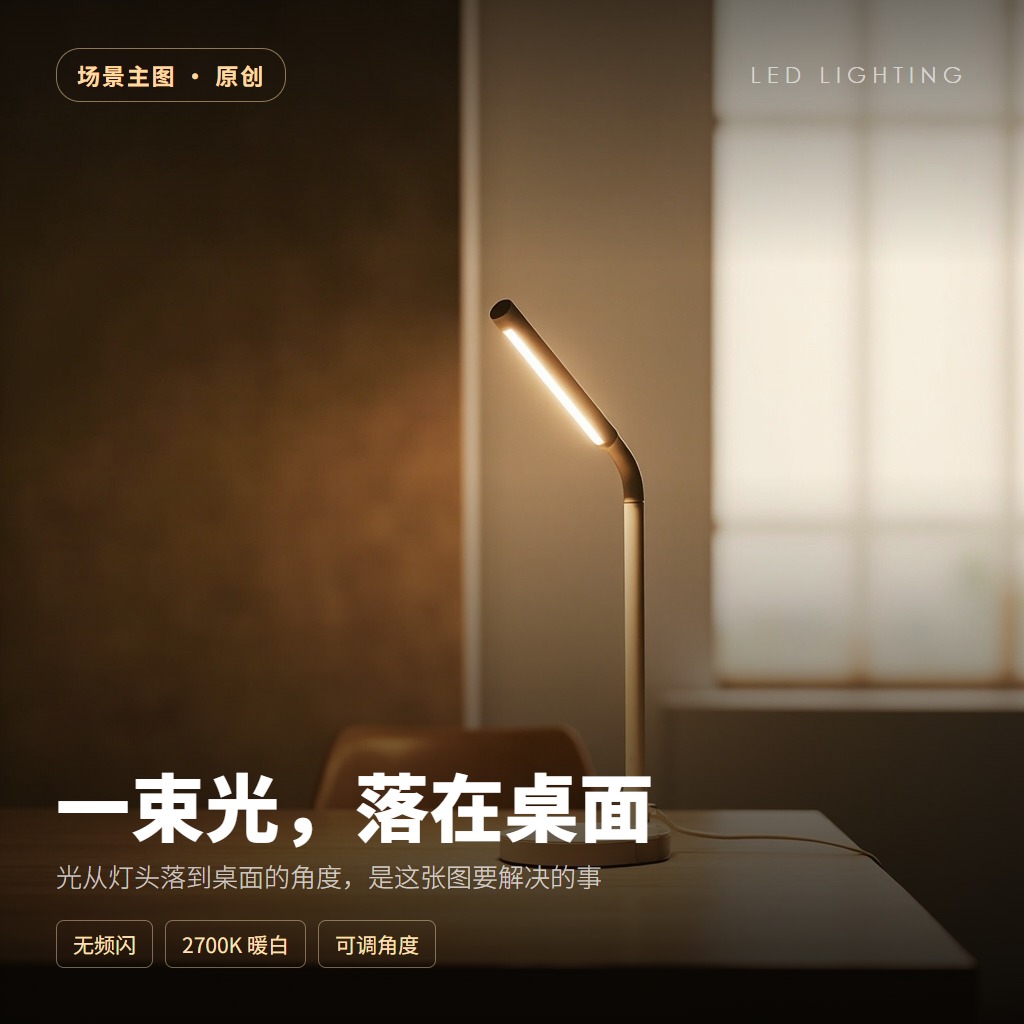 场景主图 • 原创
LED LIGHTING
一束光，落在桌面
光从灯头落到桌面的角度，是这张图要解决的事
无频闪
2700K 暖白
可调角度